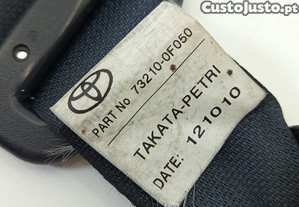 CustoJusto.pt
PART No 73210-0F050
TAKATA-PETRI
DATE: 121010